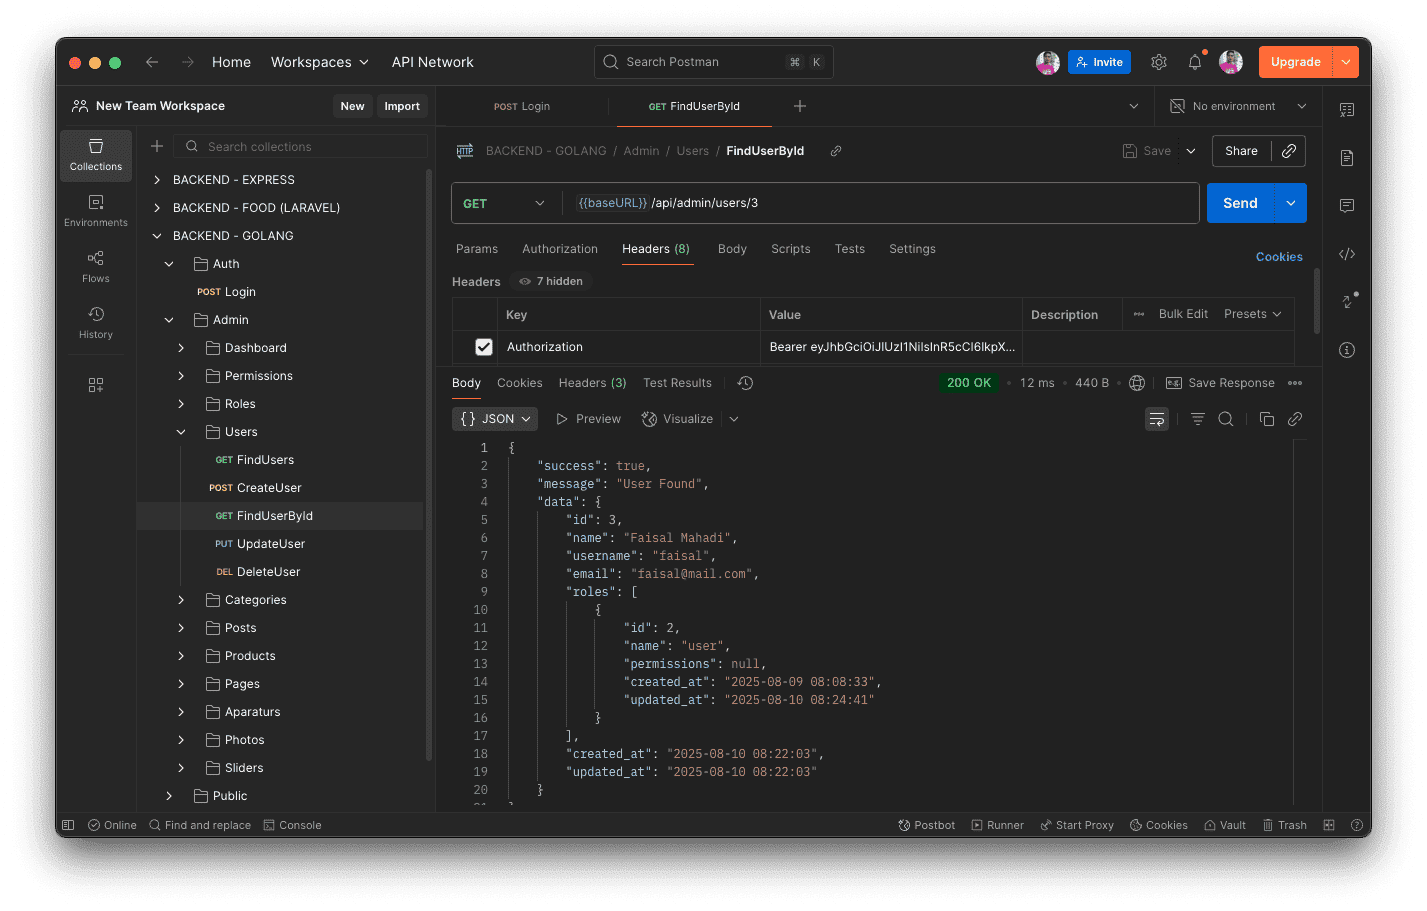 Home
Workspaces
API Network
Search Postman
⌘ K
Invite
Upgrade
New Team Workspace
New
Import
POST Login
GET FindUserById
No environment
Collections
Environments
Flows
History
Search collections
BACKEND - EXPRESS
BACKEND - FOOD (LARAVEL)
BACKEND - GOLANG
Auth
POST Login
Admin
Dashboard
Permissions
Roles
Users
GET FindUsers
POST CreateUser
GET FindUserById
PUT UpdateUser
DEL DeleteUser
Categories
Posts
Products
Pages
Aparaturs
Photos
Sliders
Public
HTTP BACKEND - GOLANG / Admin / Users / FindUserById
Save
Share
GET {{baseURL}} /api/admin/users/3
Send
Params Authorization Headers (8) Body Scripts Tests Settings
Cookies
Headers 7 hidden
Key Value Description Bulk Edit Presets
Authorization Bearer eyJhbGciOiJIUzI1NiIsInR5cCI6IkpX...
Body Cookies Headers (3) Test Results
200 OK • 12 ms • 440 B •
e.g. Save Response
{} JSON Preview Visualize
1 {
2 "success": true,
3 "message": "User Found",
4 "data": {
5 "id": 3,
6 "name": "Faisal Mahadi",
7 "username": "faisal",
8 "email": "faisal@mail.com",
9 "roles": [
10 {
11 "id": 2,
12 "name": "user",
13 "permissions": null,
14 "created_at": "2025-08-09 08:08:33",
15 "updated_at": "2025-08-10 08:24:41"
16 }
17 ],
18 "created_at": "2025-08-10 08:22:03",
19 "updated_at": "2025-08-10 08:22:03"
20 }
Online Find and replace Console
Postbot Runner Start Proxy Cookies Vault Trash